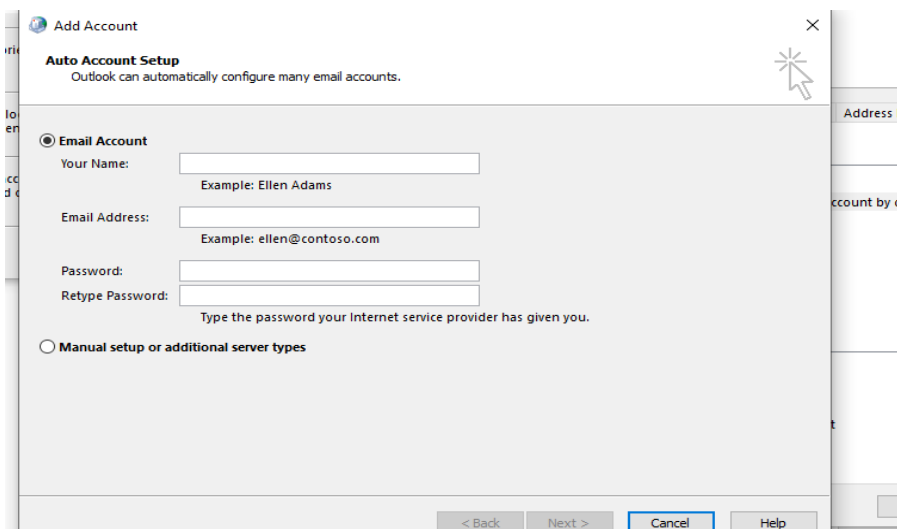 Add Account
Auto Account Setup
Outlook can automatically configure many email accounts.
Address
Email Account
Your Name:
Example: Ellen Adams
ccount by
Email Address:
Example: ellen@contoso.com
Password:
Retype Password:
Type the password your Internet service provider has given you.
Manual setup or additional server types
< Back
Next >
Cancel
Help